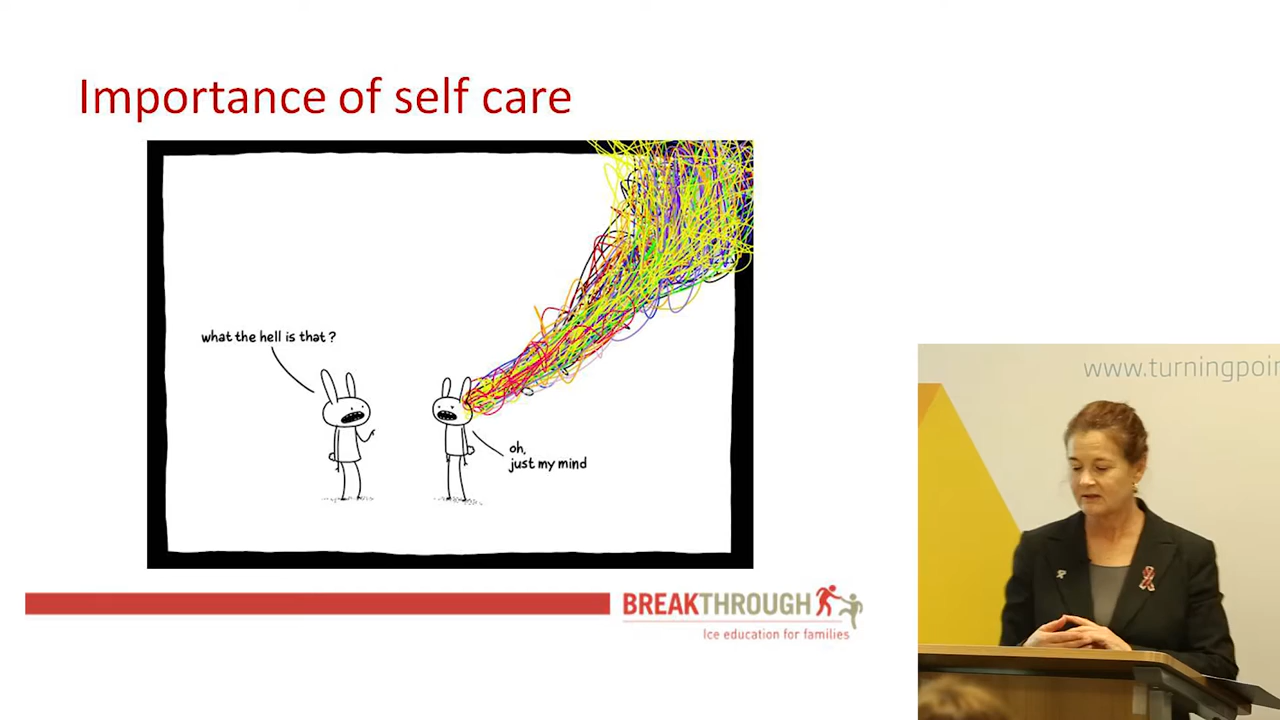 Importance of self care
what the hell is that ?
oh,
just my mind
BREAKTHROUGH
Ice education for families
www.turningpoi